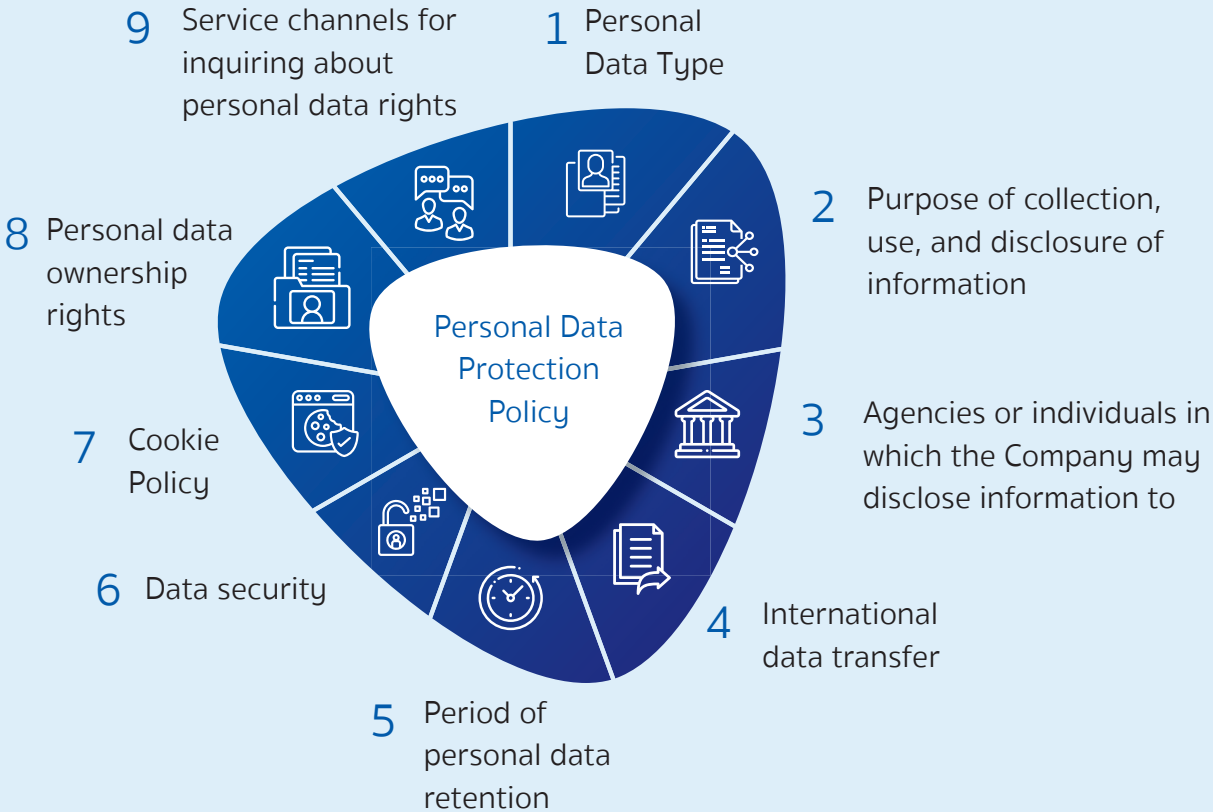 Personal Data
Protection
Policy
1 Personal
Data Type
2 Purpose of collection,
use, and disclosure of
information
3 Agencies or individuals in
which the Company may
disclose information to
4 International
data transfer
5 Period of
personal data
retention
6 Data security
7 Cookie
Policy
8 Personal data
ownership
rights
9 Service channels for
inquiring about
personal data rights